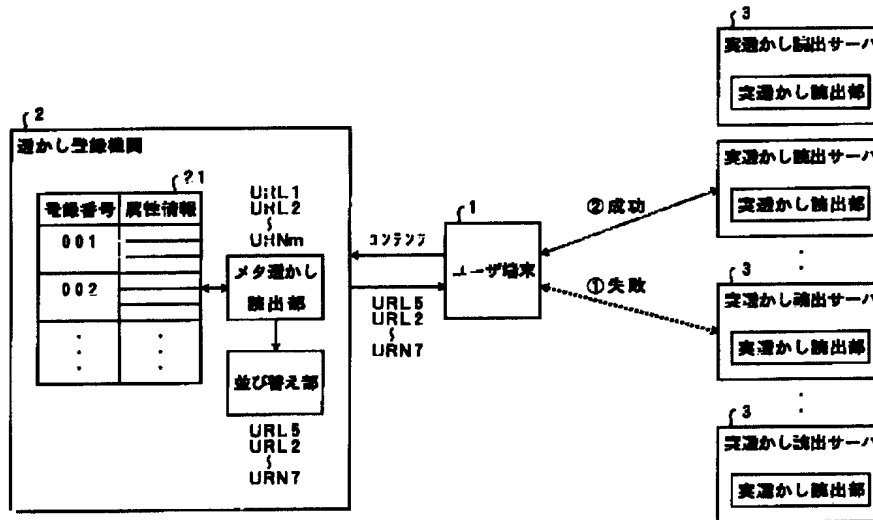 2
透かし登録機関
21
登録番号 属性情報
001
002
URL1
URL2
URNm
メタ透かし
読出部
並び替え部
URL5
URL2
URN7
コンテンツ
URL5
URL2
URN7
1
ユーザ端末
②成功
①失敗
3
実透かし読出サーバ
実透かし読出部
実透かし読出サーバ
実透かし読出部
3
実透かし読出サーバ
実透かし読出部
3
実透かし読出サーバ
実透かし読出部